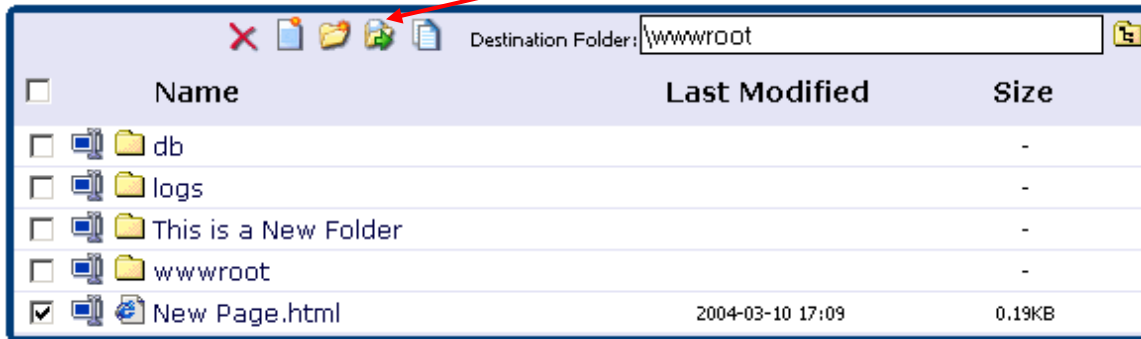 Destination Folder: \wwwroot
Name Last Modified Size
db -
logs -
This is a New Folder -
wwwroot -
New Page.html 2004-03-10 17:09 0.19KB